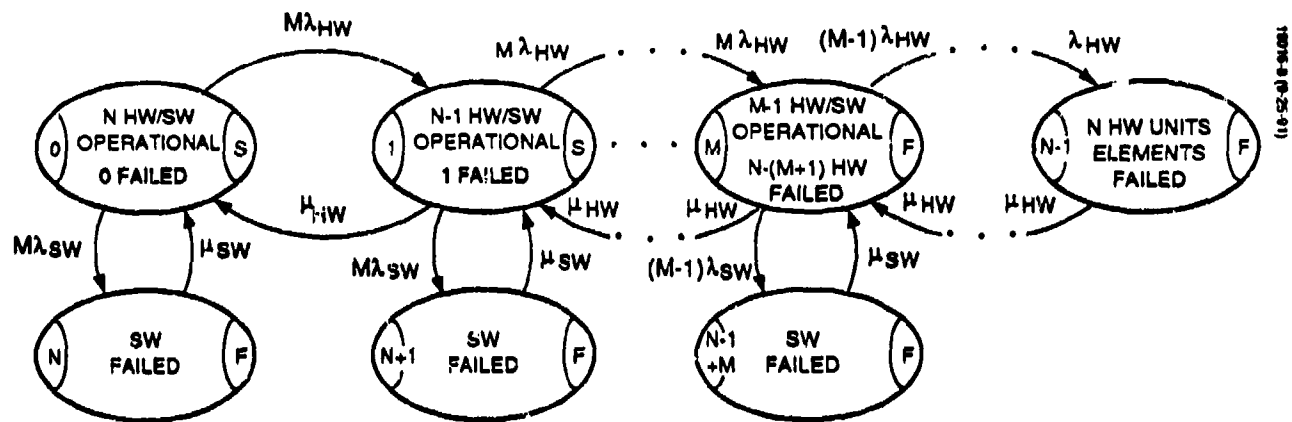 MλHW
MλHW
MλHW
(M-1)λHW
λHW
0
N HW/SW
OPERATIONAL
0 FAILED
S
1
N-1 HW/SW
OPERATIONAL
1 FAILED
S
M
M-1 HW/SW
OPERATIONAL
N-(M+1) HW
FAILED
F
N-1
N HW UNITS
ELEMENTS
FAILED
F
μHW
μHW
μHW
μHW
μHW
MλSW
μSW
MλSW
μSW
(M-1)λSW
μSW
N
SW
FAILED
F
N+1
SW
FAILED
F
N-1
+M
SW
FAILED
F